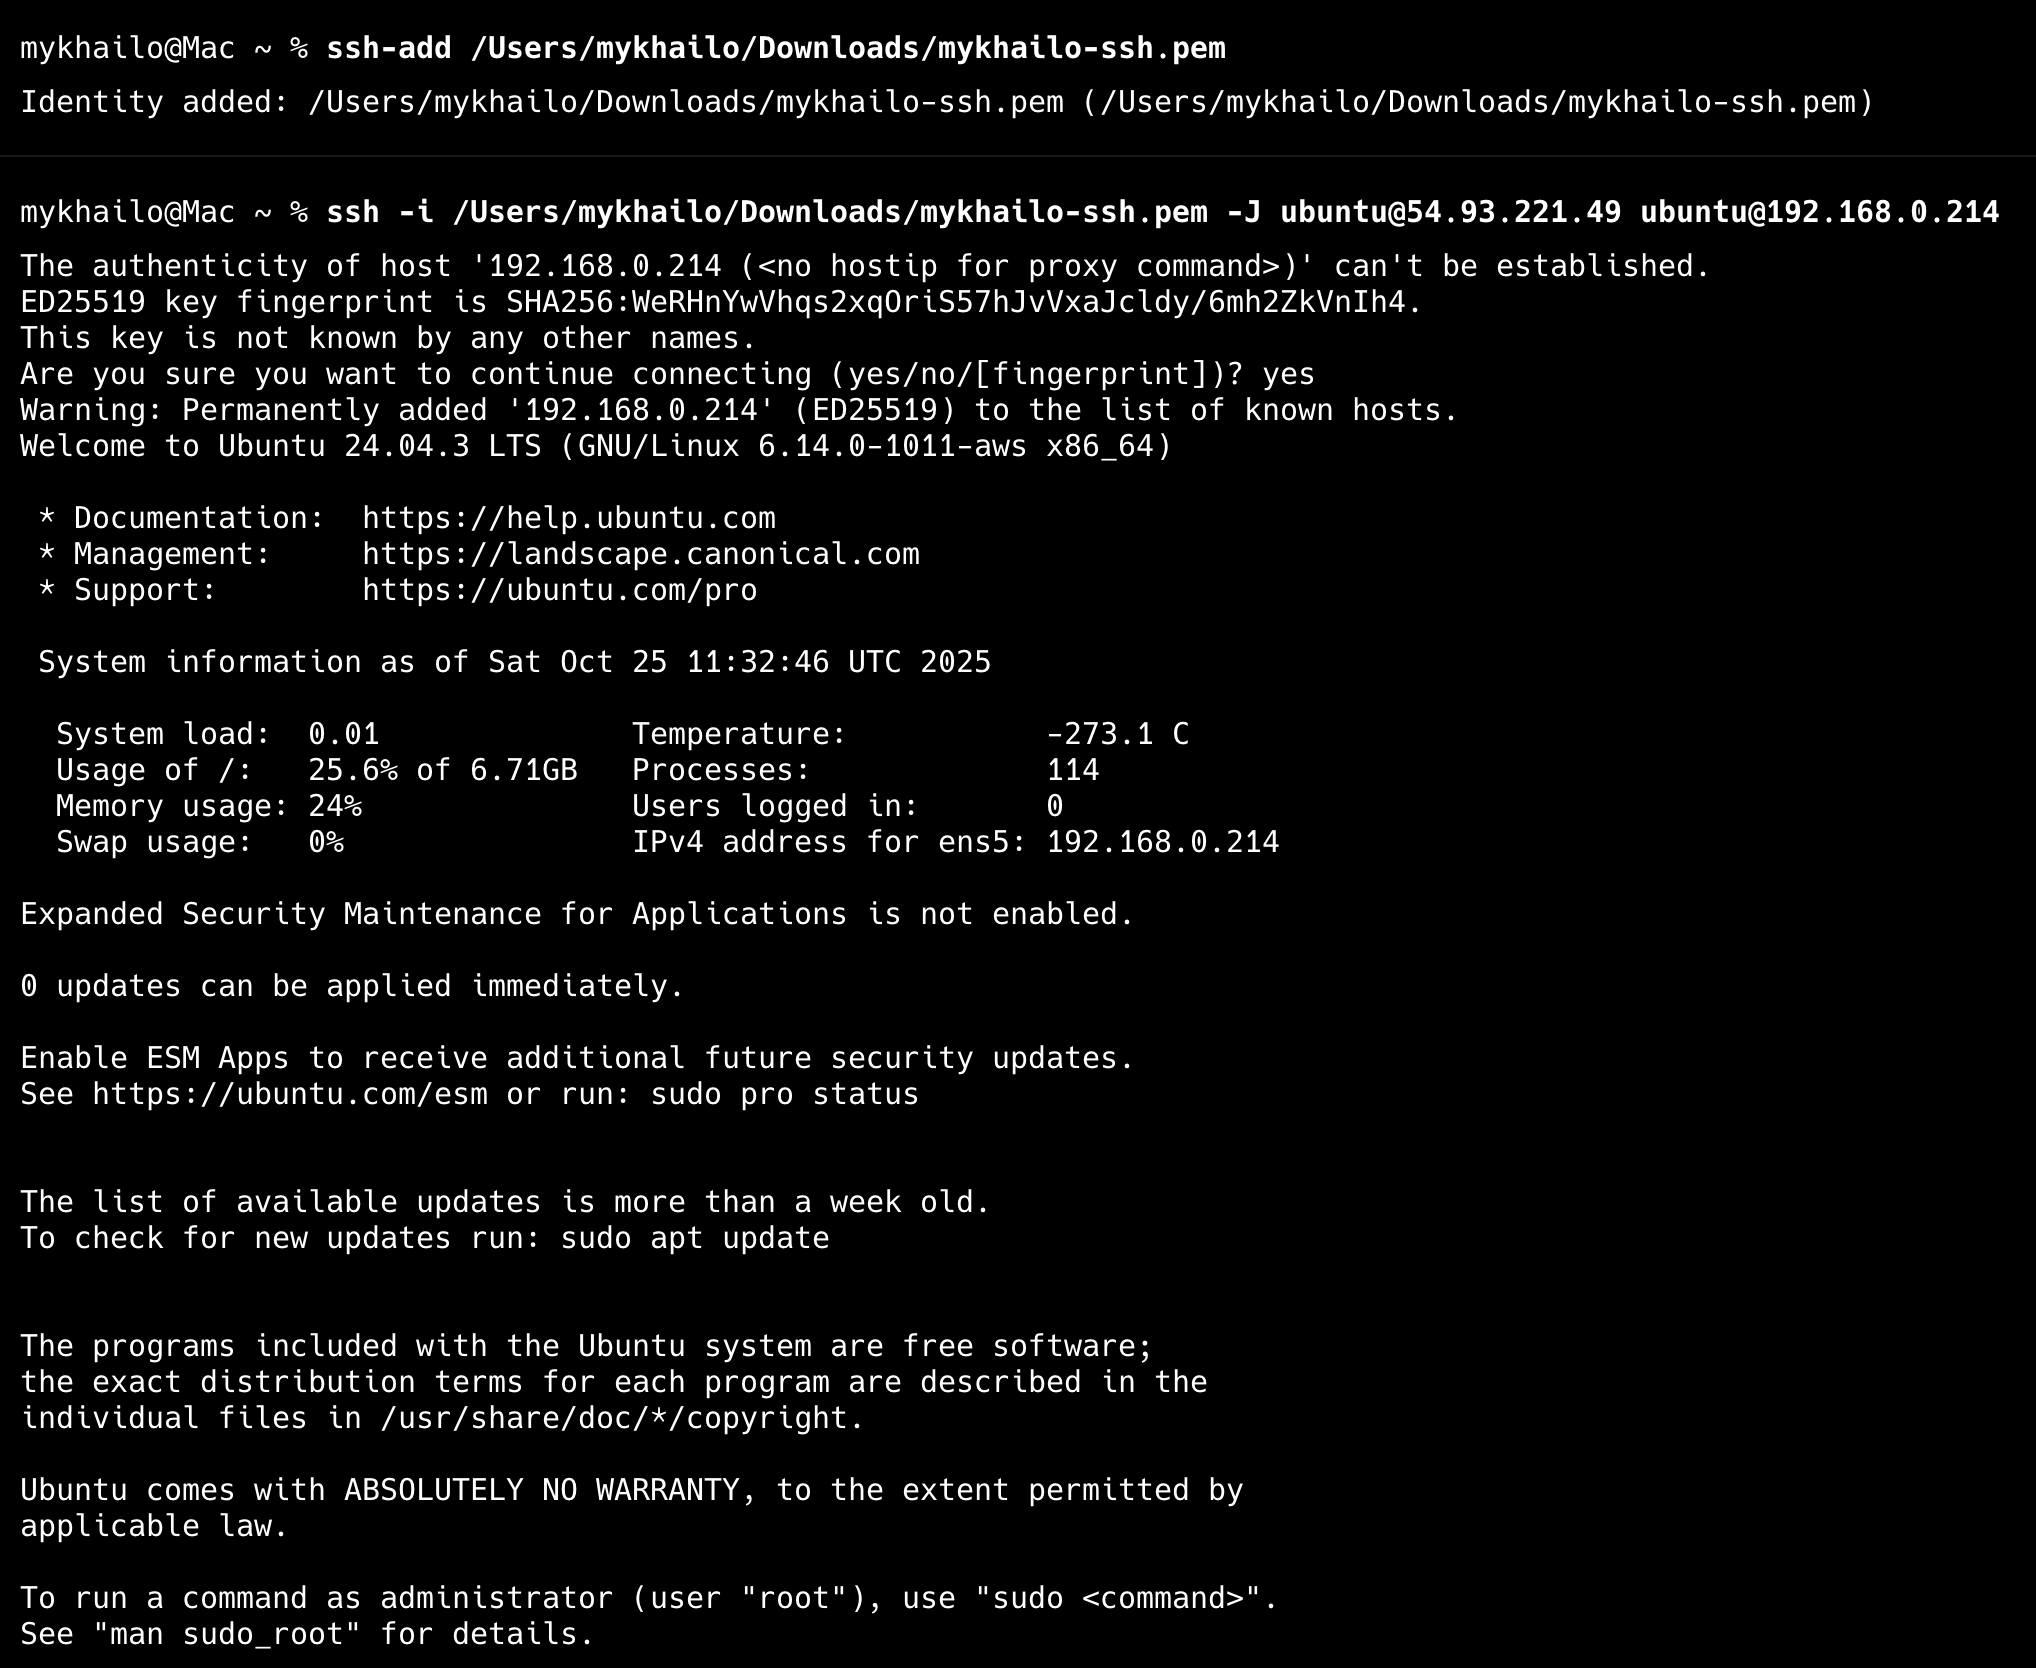 mykhailo@Mac ~ % ssh-add /Users/mykhailo/Downloads/mykhailo-ssh.pem
Identity added: /Users/mykhailo/Downloads/mykhailo-ssh.pem (/Users/mykhailo/Downloads/mykhailo-ssh.pem)
mykhailo@Mac ~ % ssh -i /Users/mykhailo/Downloads/mykhailo-ssh.pem -J ubuntu@54.93.221.49 ubuntu@192.168.0.214
The authenticity of host '192.168.0.214 (<no hostip for proxy command>)' can't be established.
ED25519 key fingerprint is SHA256:WeRHnYwVhqs2xqOriS57hJvVxaJcldy/6mh2ZkVnIh4.
This key is not known by any other names.
Are you sure you want to continue connecting (yes/no/[fingerprint])? yes
Warning: Permanently added '192.168.0.214' (ED25519) to the list of known hosts.
Welcome to Ubuntu 24.04.3 LTS (GNU/Linux 6.14.0-1011-aws x86_64)

 * Documentation:  https://help.ubuntu.com
 * Management:     https://landscape.canonical.com
 * Support:        https://ubuntu.com/pro

 System information as of Sat Oct 25 11:32:46 UTC 2025

  System load:  0.01              Temperature:           -273.1 C
  Usage of /:   25.6% of 6.71GB   Processes:             114
  Memory usage: 24%               Users logged in:       0
  Swap usage:   0%                IPv4 address for ens5: 192.168.0.214

Expanded Security Maintenance for Applications is not enabled.

0 updates can be applied immediately.

Enable ESM Apps to receive additional future security updates.
See https://ubuntu.com/esm or run: sudo pro status


The list of available updates is more than a week old.
To check for new updates run: sudo apt update


The programs included with the Ubuntu system are free software;
the exact distribution terms for each program are described in the
individual files in /usr/share/doc/*/copyright.

Ubuntu comes with ABSOLUTELY NO WARRANTY, to the extent permitted by
applicable law.

To run a command as administrator (user "root"), use "sudo <command>".
See "man sudo_root" for details.